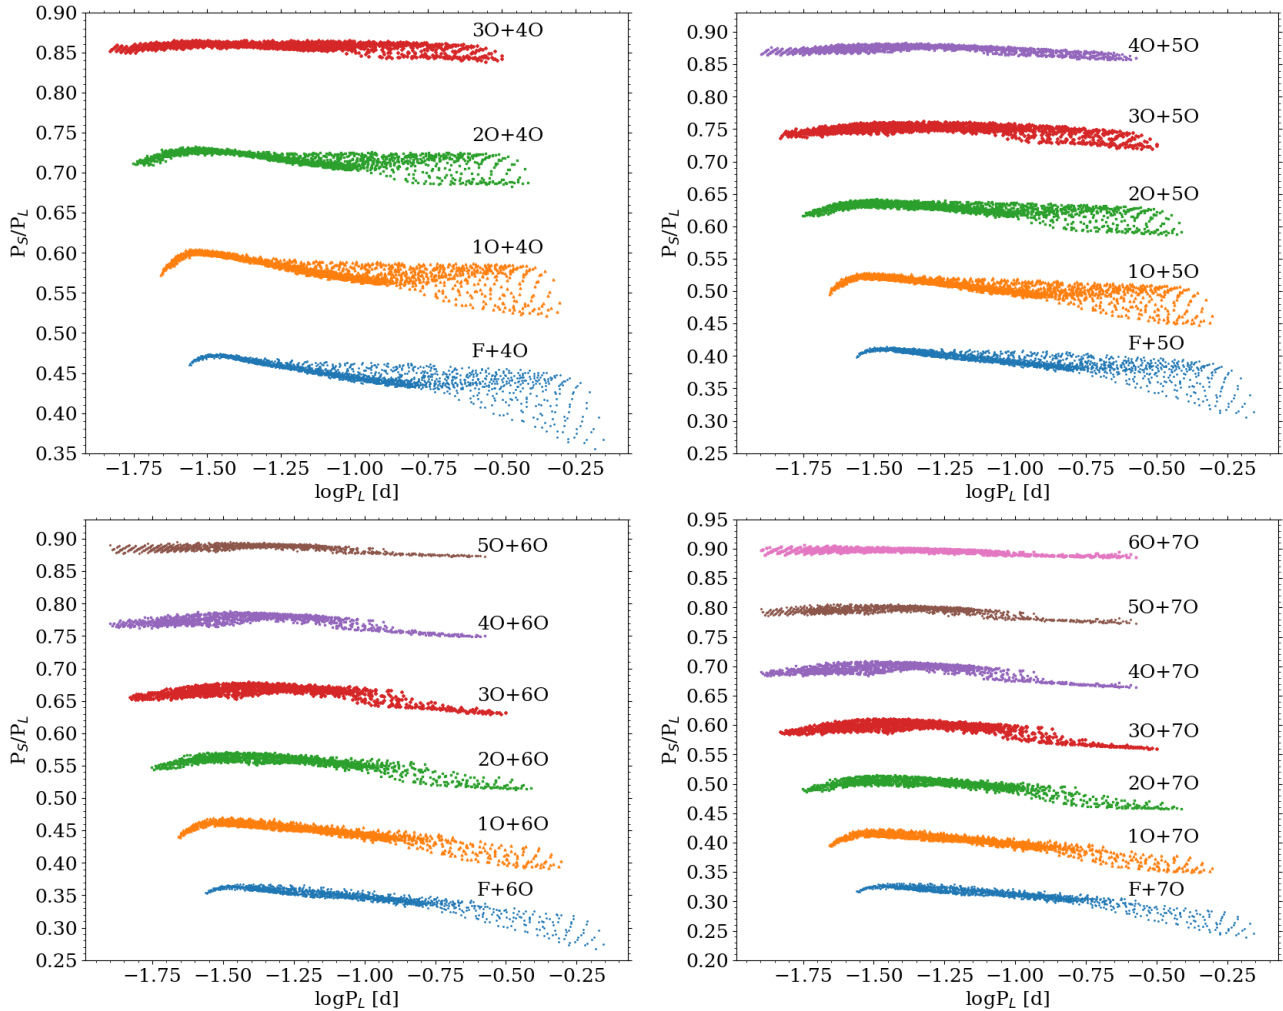 0.90
0.85
0.80
0.75
0.70
0.65
0.60
0.55
0.50
0.45
0.40
0.35
P_S/P_L
3O+4O
2O+4O
1O+4O
F+4O
−1.75 −1.50 −1.25 −1.00 −0.75 −0.50 −0.25
logP_L [d]
0.90
0.85
0.80
0.75
0.70
0.65
0.60
0.55
0.50
0.45
0.40
0.35
0.30
0.25
P_S/P_L
4O+5O
3O+5O
2O+5O
1O+5O
F+5O
−1.75 −1.50 −1.25 −1.00 −0.75 −0.50 −0.25
logP_L [d]
0.90
0.85
0.80
0.75
0.70
0.65
0.60
0.55
0.50
0.45
0.40
0.35
0.30
0.25
P_S/P_L
5O+6O
4O+6O
3O+6O
2O+6O
1O+6O
F+6O
−1.75 −1.50 −1.25 −1.00 −0.75 −0.50 −0.25
logP_L [d]
0.95
0.90
0.85
0.80
0.75
0.70
0.65
0.60
0.55
0.50
0.45
0.40
0.35
0.30
0.25
0.20
P_S/P_L
6O+7O
5O+7O
4O+7O
3O+7O
2O+7O
1O+7O
F+7O
−1.75 −1.50 −1.25 −1.00 −0.75 −0.50 −0.25
logP_L [d]